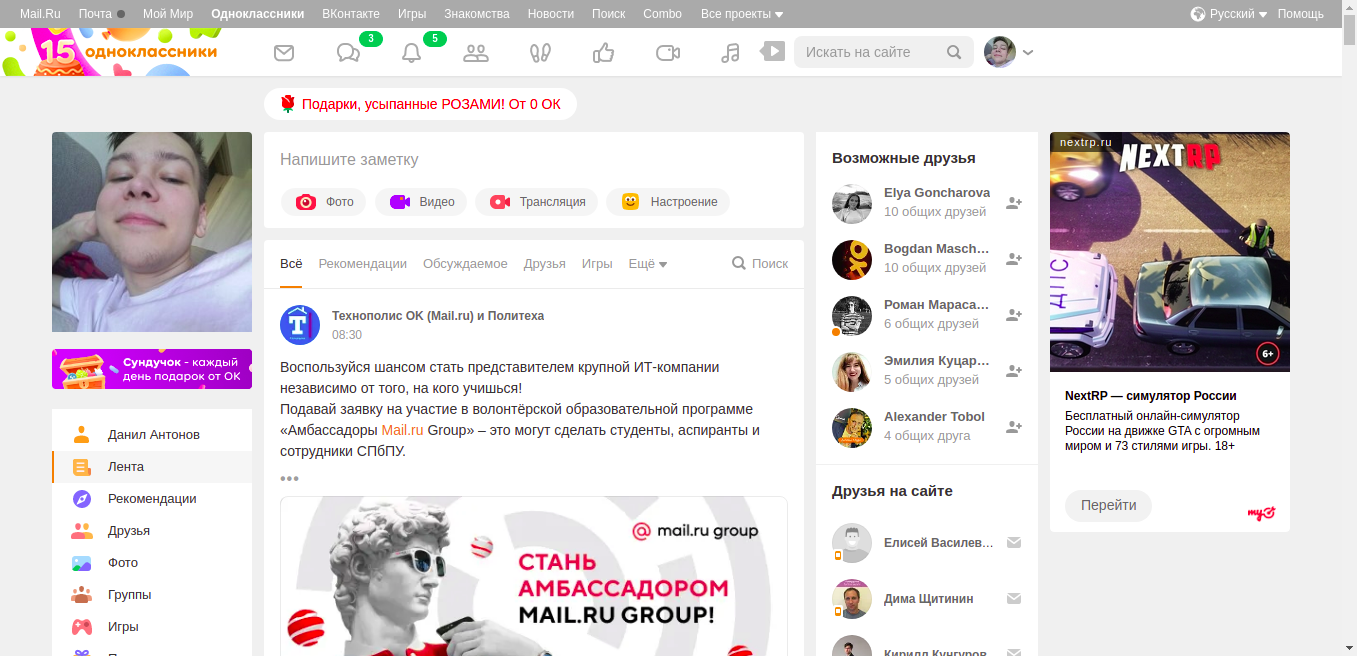 Mail.Ru Почта Мой Мир Одноклассники ВКонтакте Игры Знакомства Новости Поиск Combo Все проекты Русский Помощь
15 одноклассники
3
5
Искать на сайте
Подарки, усыпанные РОЗАМИ! От 0 ОК
Сундучок - каждый
день подарок от ОК
Данил Антонов
Лента
Рекомендации
Друзья
Фото
Группы
Игры
Напишите заметку
Фото Видео Трансляция Настроение
Всё Рекомендации Обсуждаемое Друзья Игры Ещё Поиск
Технополис ОК (Mail.ru) и Политеха
08:30
Воспользуйся шансом стать представителем крупной ИТ-компании
независимо от того, на кого учишься!
Подавай заявку на участие в волонтёрской образовательной программе
«Амбассадоры Mail.ru Group» – это могут сделать студенты, аспиранты и
сотрудники СПбПУ.
•••
@ mail.ru group
СТАНЬ
АМБАССАДОРОМ
MAIL.RU GROUP!
Возможные друзья
Elya Goncharova
10 общих друзей
Bogdan Masch...
10 общих друзей
Роман Мараса...
6 общих друзей
Эмилия Куцар...
5 общих друзей
Alexander Tobol
4 общих друга
Друзья на сайте
Елисей Василев...
Дима Щитинин
Кирилл Кунгуров
nextrp.ru
NEXTRP
ДПС
6+
NextRP — симулятор России
Бесплатный онлайн-симулятор
России на движке GTA с огромным
миром и 73 стилями игры. 18+
Перейти
my